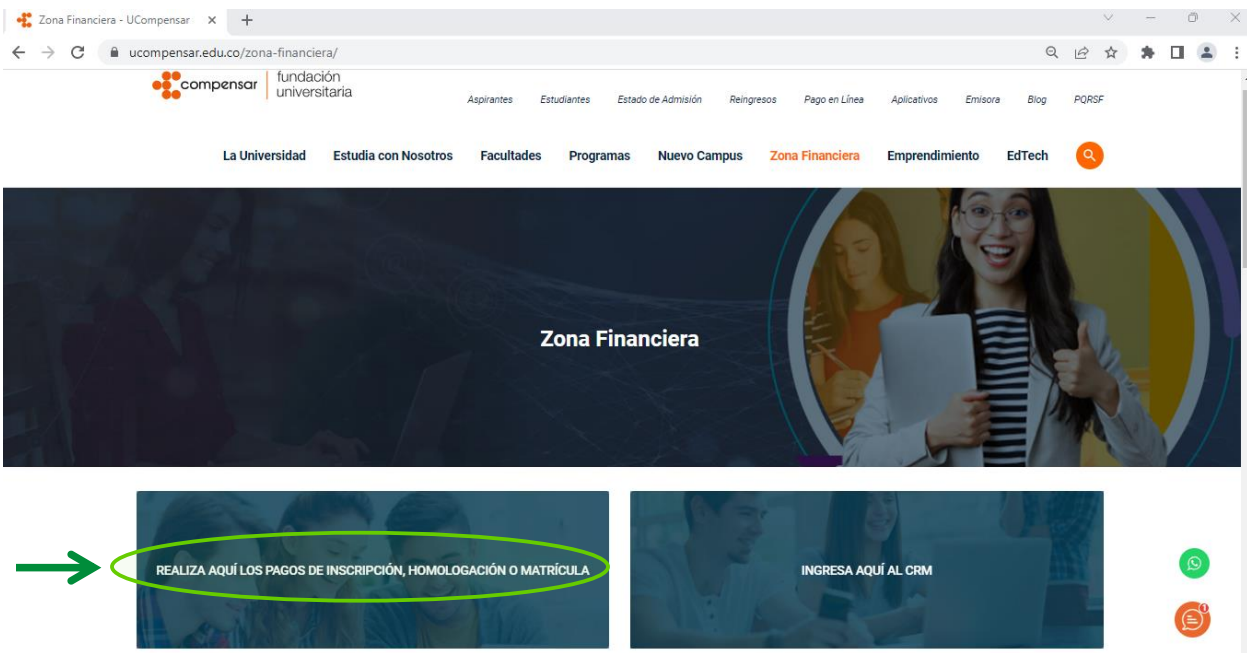 Zona Financiera - UCompensar
ucompensar.edu.co/zona-financiera/
compensar
fundación
universitaria
Aspirantes Estudiantes Estado de Admisión Reingresos Pago en Línea Aplicativos Emisora Blog PQRSF
La Universidad Estudia con Nosotros Facultades Programas Nuevo Campus Zona Financiera Emprendimiento EdTech
Zona Financiera
REALIZA AQUÍ LOS PAGOS DE INSCRIPCIÓN, HOMOLOGACIÓN O MATRÍCULA
INGRESA AQUÍ AL CRM
1